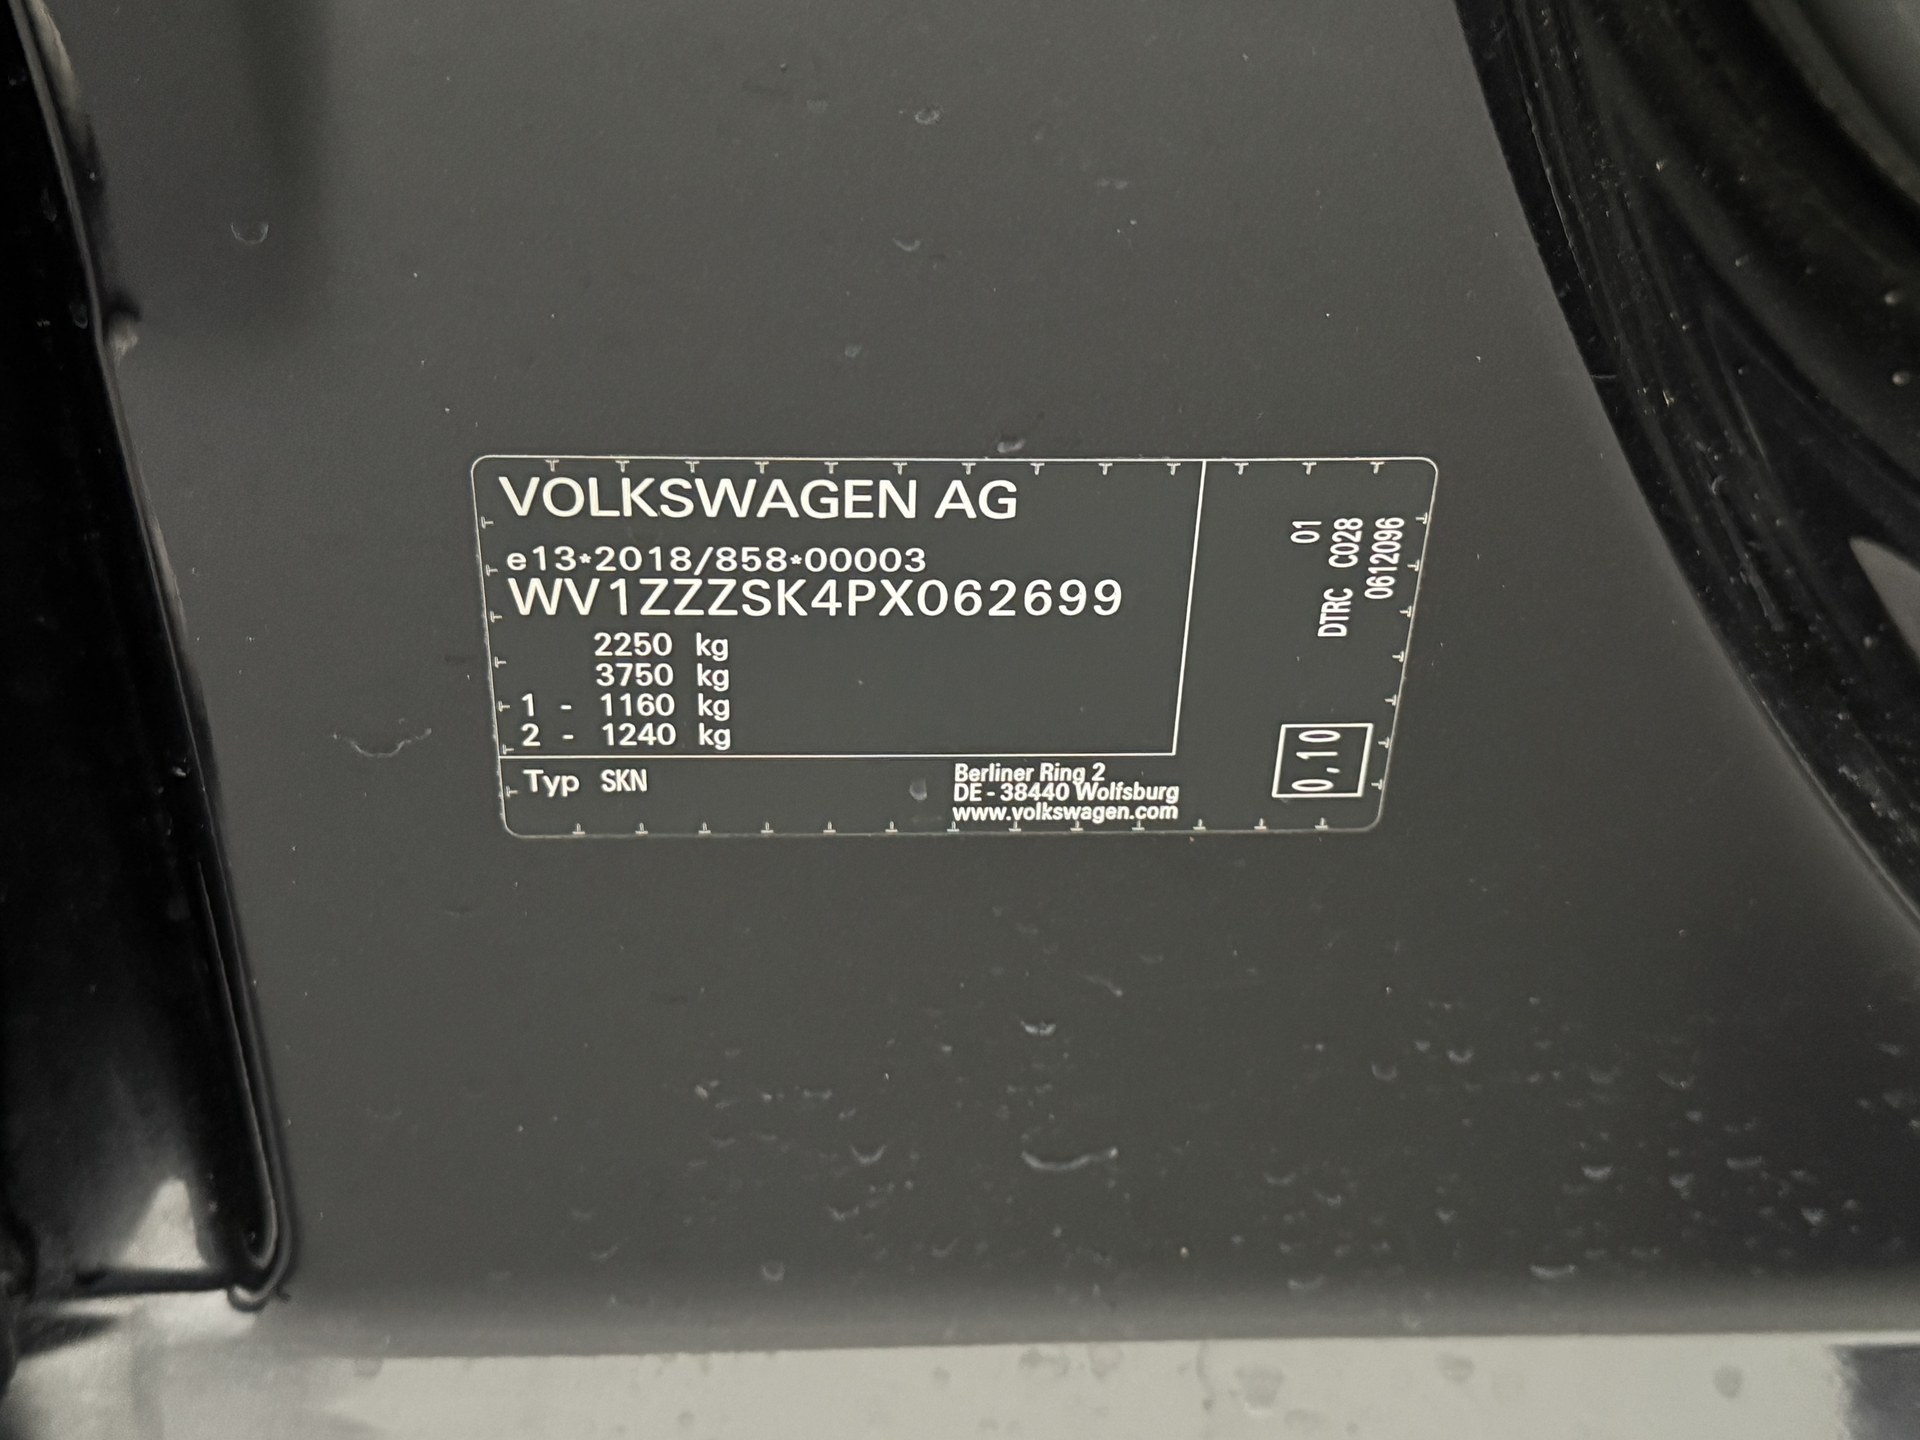 VOLKSWAGEN AG
e13*2018/858*00003
WV1ZZZSK4PX062699
2250 kg
3750 kg
1 - 1160 kg
2 - 1240 kg
Typ SKN
Berliner Ring 2
DE - 38440 Wolfsburg
www.volkswagen.com
01
DTRC C028
0612096
0,10